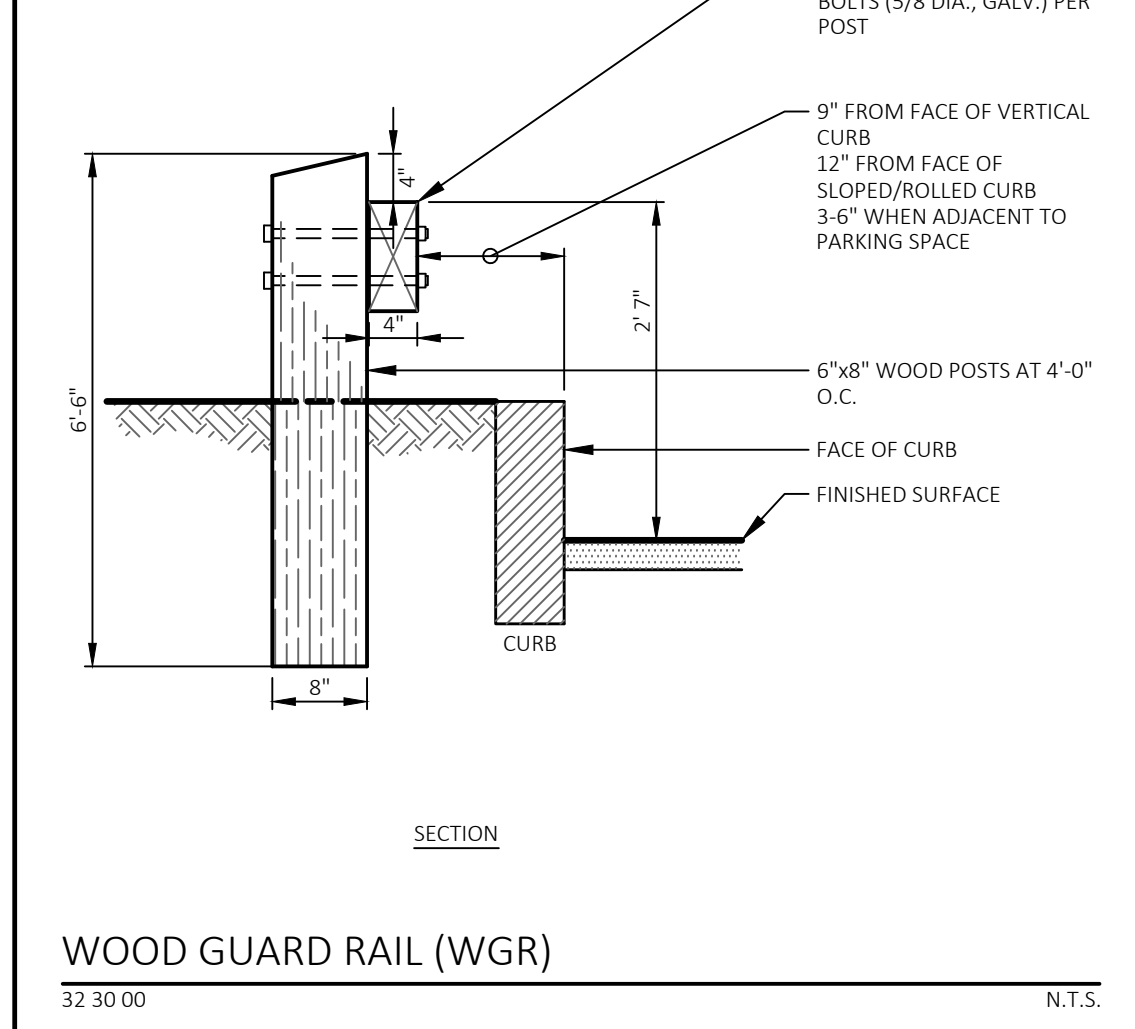 BOLTS (5/8 DIA., GALV.) PER
POST
9" FROM FACE OF VERTICAL
CURB
12" FROM FACE OF
SLOPED/ROLLED CURB
3-6" WHEN ADJACENT TO
PARKING SPACE
4"
2' 7"
4"
6'-6"
6"x8" WOOD POSTS AT 4'-0"
O.C.
FACE OF CURB
FINISHED SURFACE
CURB
8"
SECTION
WOOD GUARD RAIL (WGR)
32 30 00
N.T.S.